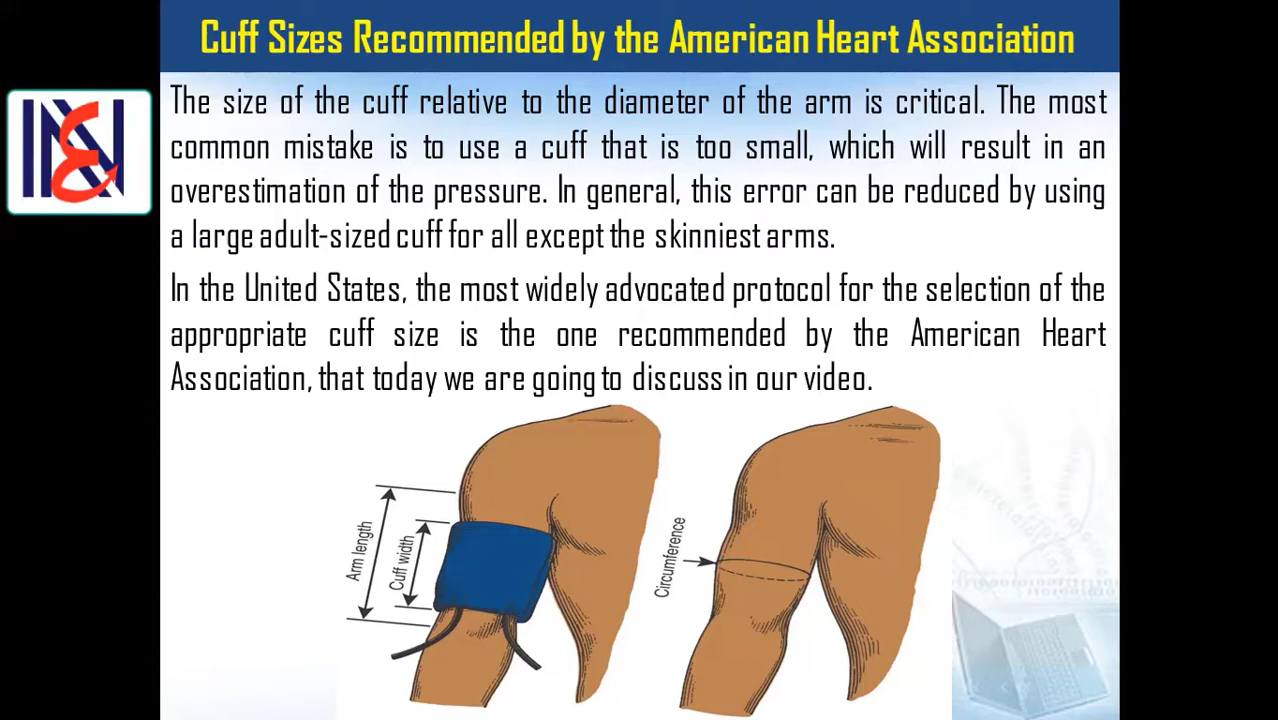 Cuff Sizes Recommended by the American Heart Association
The size of the cuff relative to the diameter of the arm is critical. The most
common mistake is to use a cuff that is too small, which will result in an
overestimation of the pressure. In general, this error can be reduced by using
a large adult-sized cuff for all except the skinniest arms.
In the United States, the most widely advocated protocol for the selection of the
appropriate cuff size is the one recommended by the American Heart
Association, that today we are going to discuss in our video.
Arm length
Cuff width
Circumference